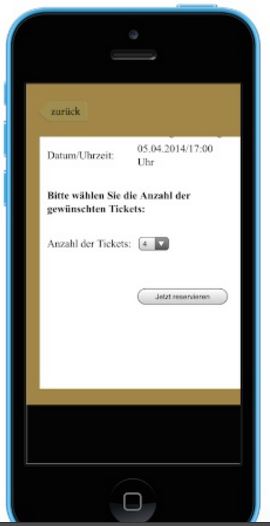 zurück
Datum/Uhrzeit: 05.04.2014/17:00
Uhr
Bitte wählen Sie die Anzahl der
gewünschten Tickets:
Anzahl der Tickets: 4
Jetzt reservieren